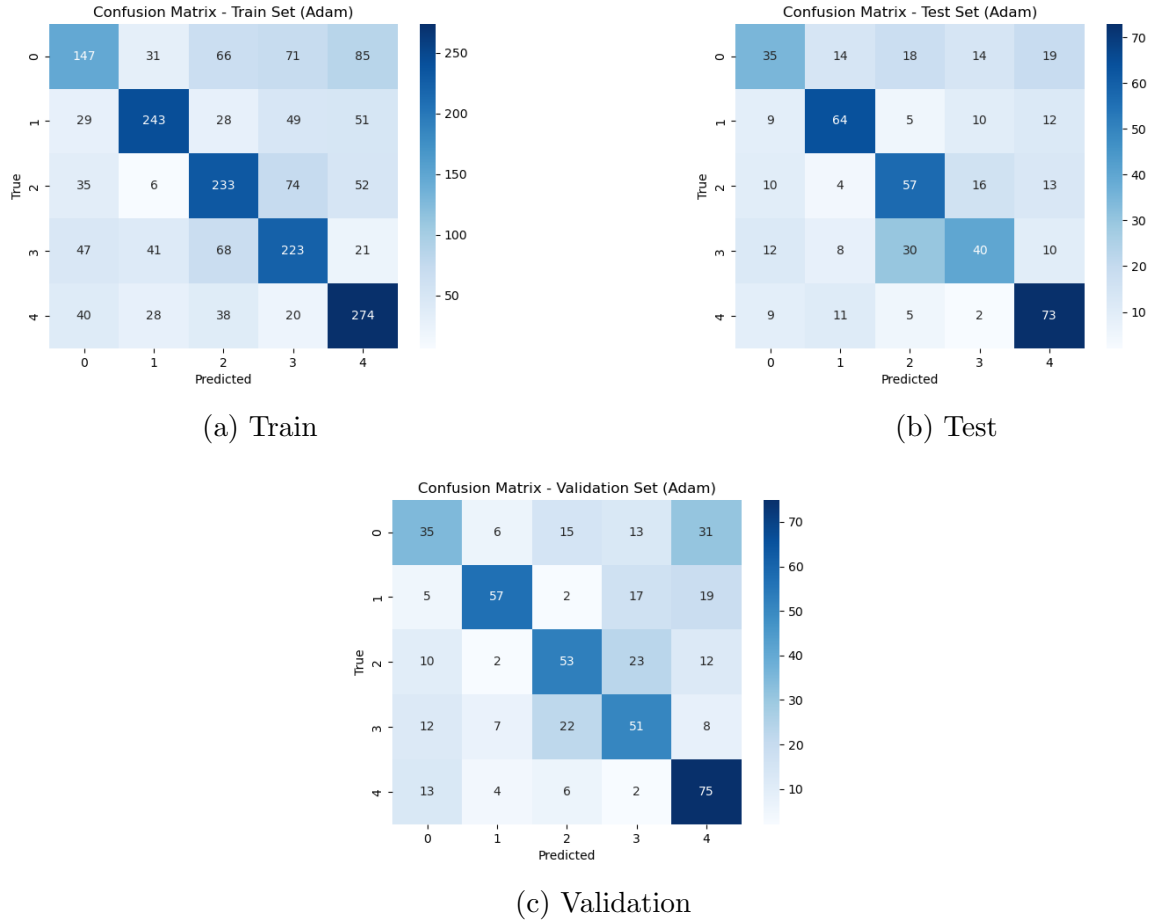 Confusion Matrix - Train Set (Adam)
0 147 31 66 71 85
1 29 243 28 49 51
2 35 6 233 74 52
3 47 41 68 223 21
4 40 28 38 20 274
0 1 2 3 4
True
Predicted
250
200
150
100
50
(a) Train
Confusion Matrix - Test Set (Adam)
0 35 14 18 14 19
1 9 64 5 10 12
2 10 4 57 16 13
3 12 8 30 40 10
4 9 11 5 2 73
0 1 2 3 4
True
Predicted
70
60
50
40
30
20
10
(b) Test
Confusion Matrix - Validation Set (Adam)
0 35 6 15 13 31
1 5 57 2 17 19
2 10 2 53 23 12
3 12 7 22 51 8
4 13 4 6 2 75
0 1 2 3 4
True
Predicted
70
60
50
40
30
20
10
(c) Validation